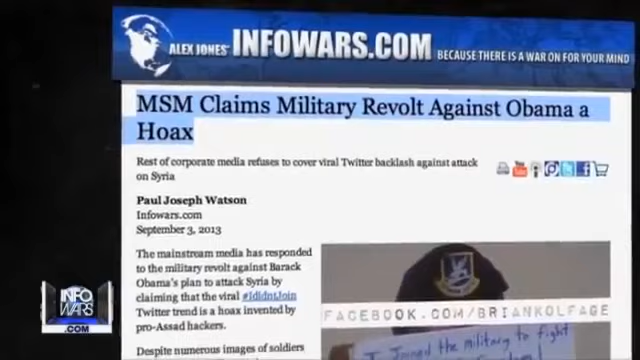 ALEX JONES' INFOWARS.COM BECAUSE THERE IS A WAR ON FOR YOUR MIND
MSM Claims Military Revolt Against Obama a
Hoax
Rest of corporate media refuses to cover viral Twitter backlash against attack
on Syria
Paul Joseph Watson
Infowars.com
September 3, 2013
The mainstream media has responded
to the military revolt against Barack
Obama's plan to attack Syria by
claiming that the viral #IdidntJoin
Twitter trend is a hoax invented by
pro-Assad hackers.
Despite numerous images of soldiers
FACEBOOK.COM/BRIANKOLFAGE
I Joined the military to fight
INFO
WARS
.COM